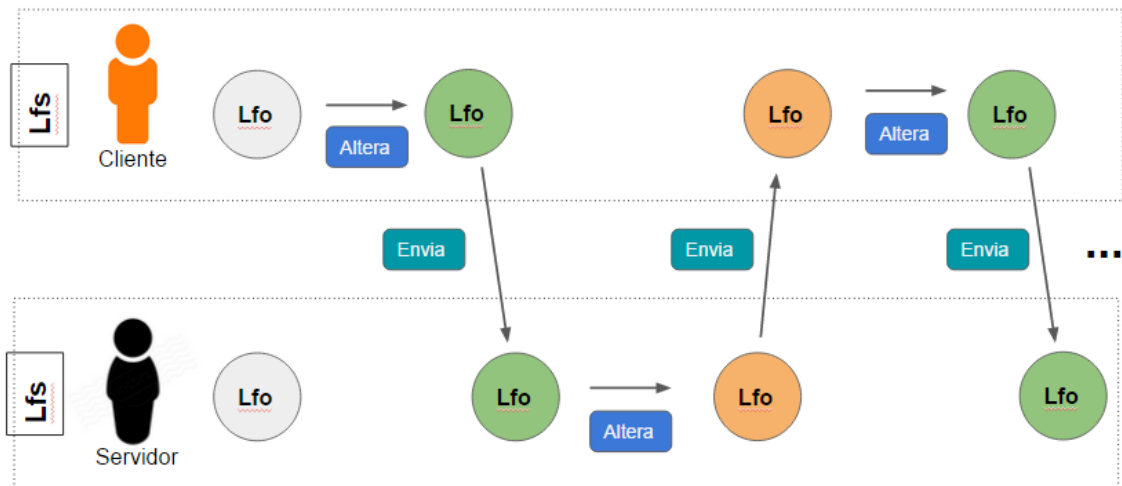 Lfs
Cliente
Lfo
Altera
Lfo
Lfo
Altera
Lfo
Envia
Envia
Envia
...
Lfs
Servidor
Lfo
Lfo
Altera
Lfo
Lfo